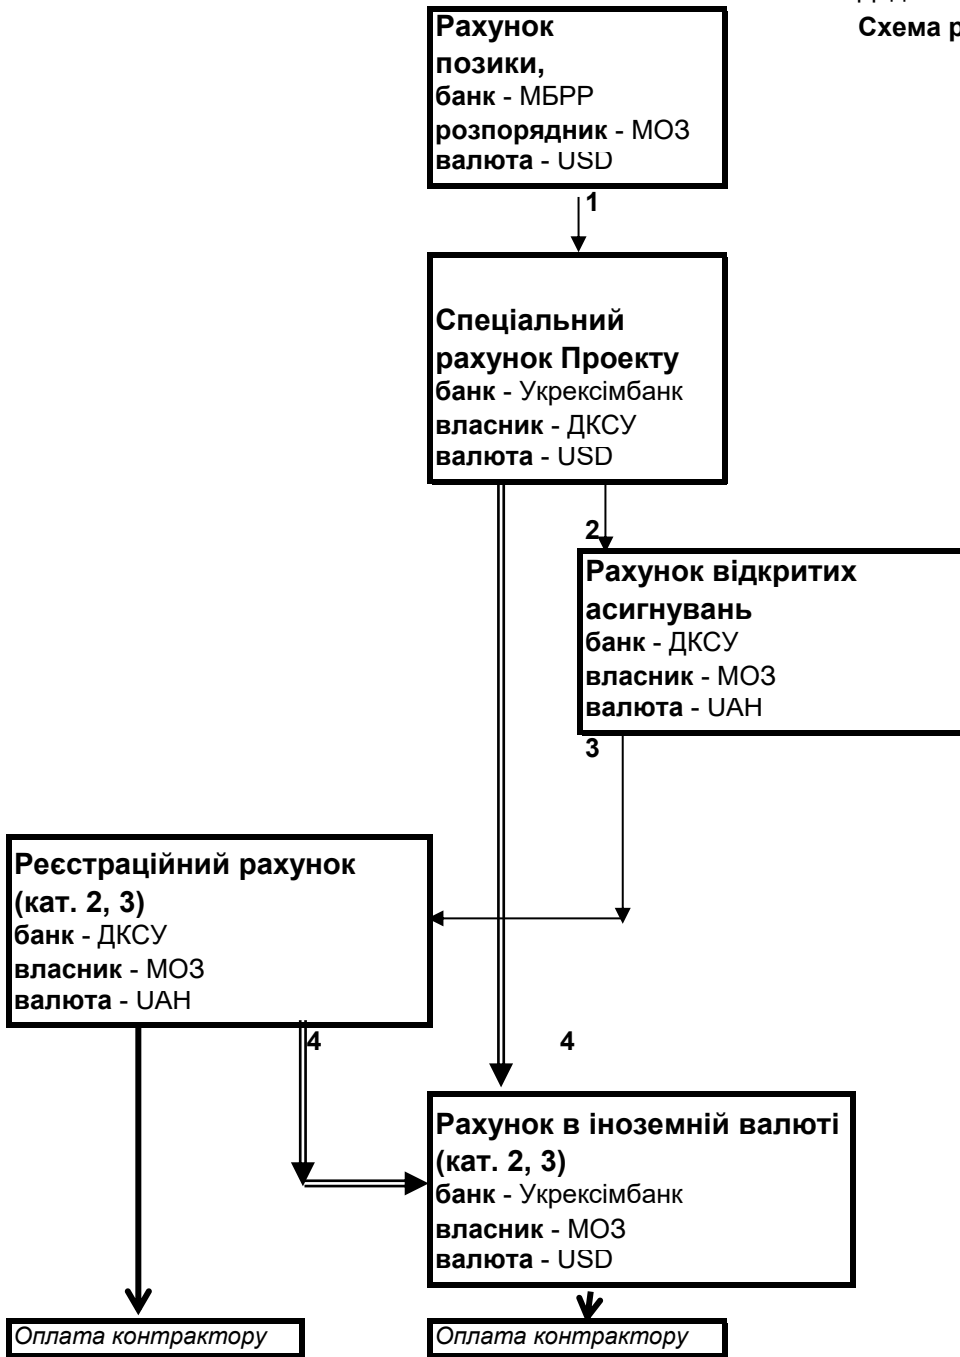 Схема р
Рахунок
позики,
банк - МБРР
розпорядник - МОЗ
валюта - USD
1
Спеціальний
рахунок Проекту
банк - Укрексімбанк
власник - ДКСУ
валюта - USD
2
Рахунок відкритих
асигнувань
банк - ДКСУ
власник - МОЗ
валюта - UAH
3
Реєстраційний рахунок
(кат. 2, 3)
банк - ДКСУ
власник - МОЗ
валюта - UAH
4
4
Рахунок в іноземній валюті
(кат. 2, 3)
банк - Укрексімбанк
власник - МОЗ
валюта - USD
Оплата контрактору
Оплата контрактору